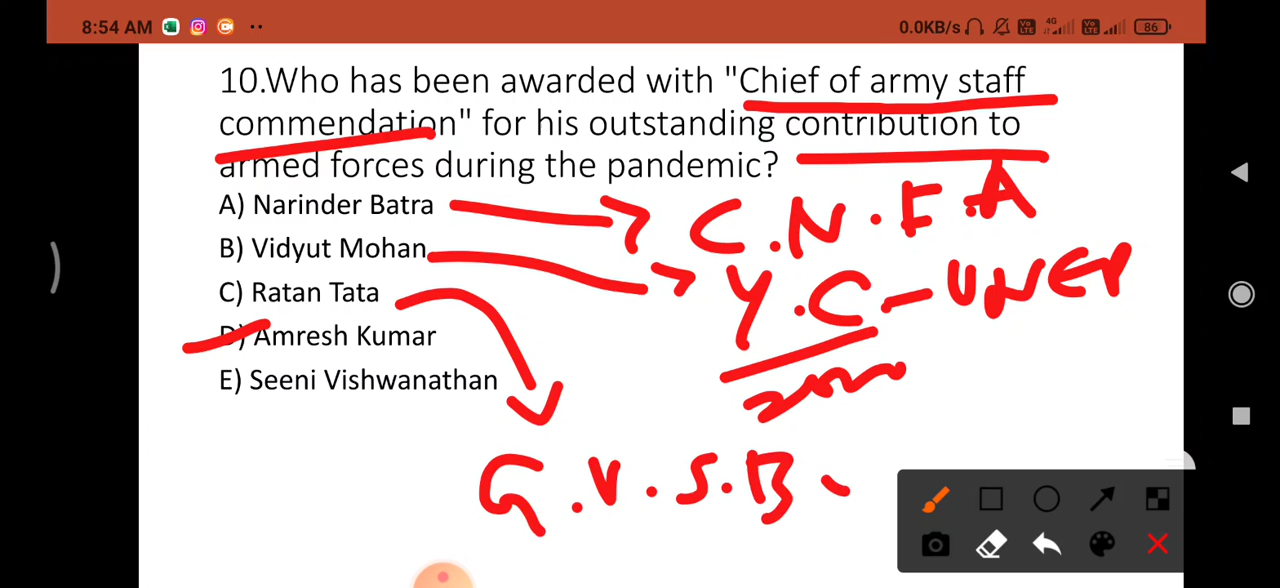 8:54 AM
0.0KB/s 4G 86
10.Who has been awarded with "Chief of army staff
commendation" for his outstanding contribution to
armed forces during the pandemic?
A) Narinder Batra
C.N.F.A
B) Vidyut Mohan
Y.C-UNEP
C) Ratan Tata
D) Amresh Kumar
E) Seeni Vishwanathan
G.V.S.B.